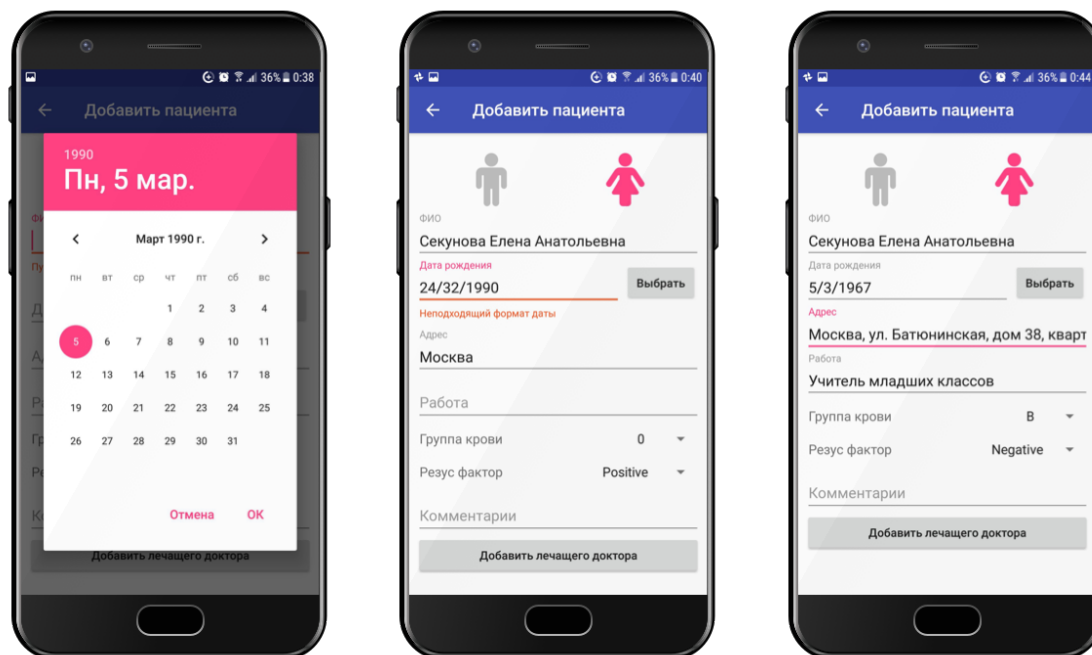 36% 0:38
Добавить пациента
1990
Пн, 5 мар.
Март 1990 г.
пн вт ср чт пт сб вс
1 2 3 4
5 6 7 8 9 10 11
12 13 14 15 16 17 18
19 20 21 22 23 24 25
26 27 28 29 30 31
Отмена ОК
Добавить лечащего доктора
36% 0:40
Добавить пациента
ФИО
Секунова Елена Анатольевна
Дата рождения
24/32/1990 Выбрать
Неподходящий формат даты
Адрес
Москва
Работа
Группа крови 0
Резус фактор Positive
Комментарии
Добавить лечащего доктора
36% 0:44
Добавить пациента
ФИО
Секунова Елена Анатольевна
Дата рождения
5/3/1967 Выбрать
Адрес
Москва, ул. Батюнинская, дом 38, кварт
Работа
Учитель младших классов
Группа крови B
Резус фактор Negative
Комментарии
Добавить лечащего доктора